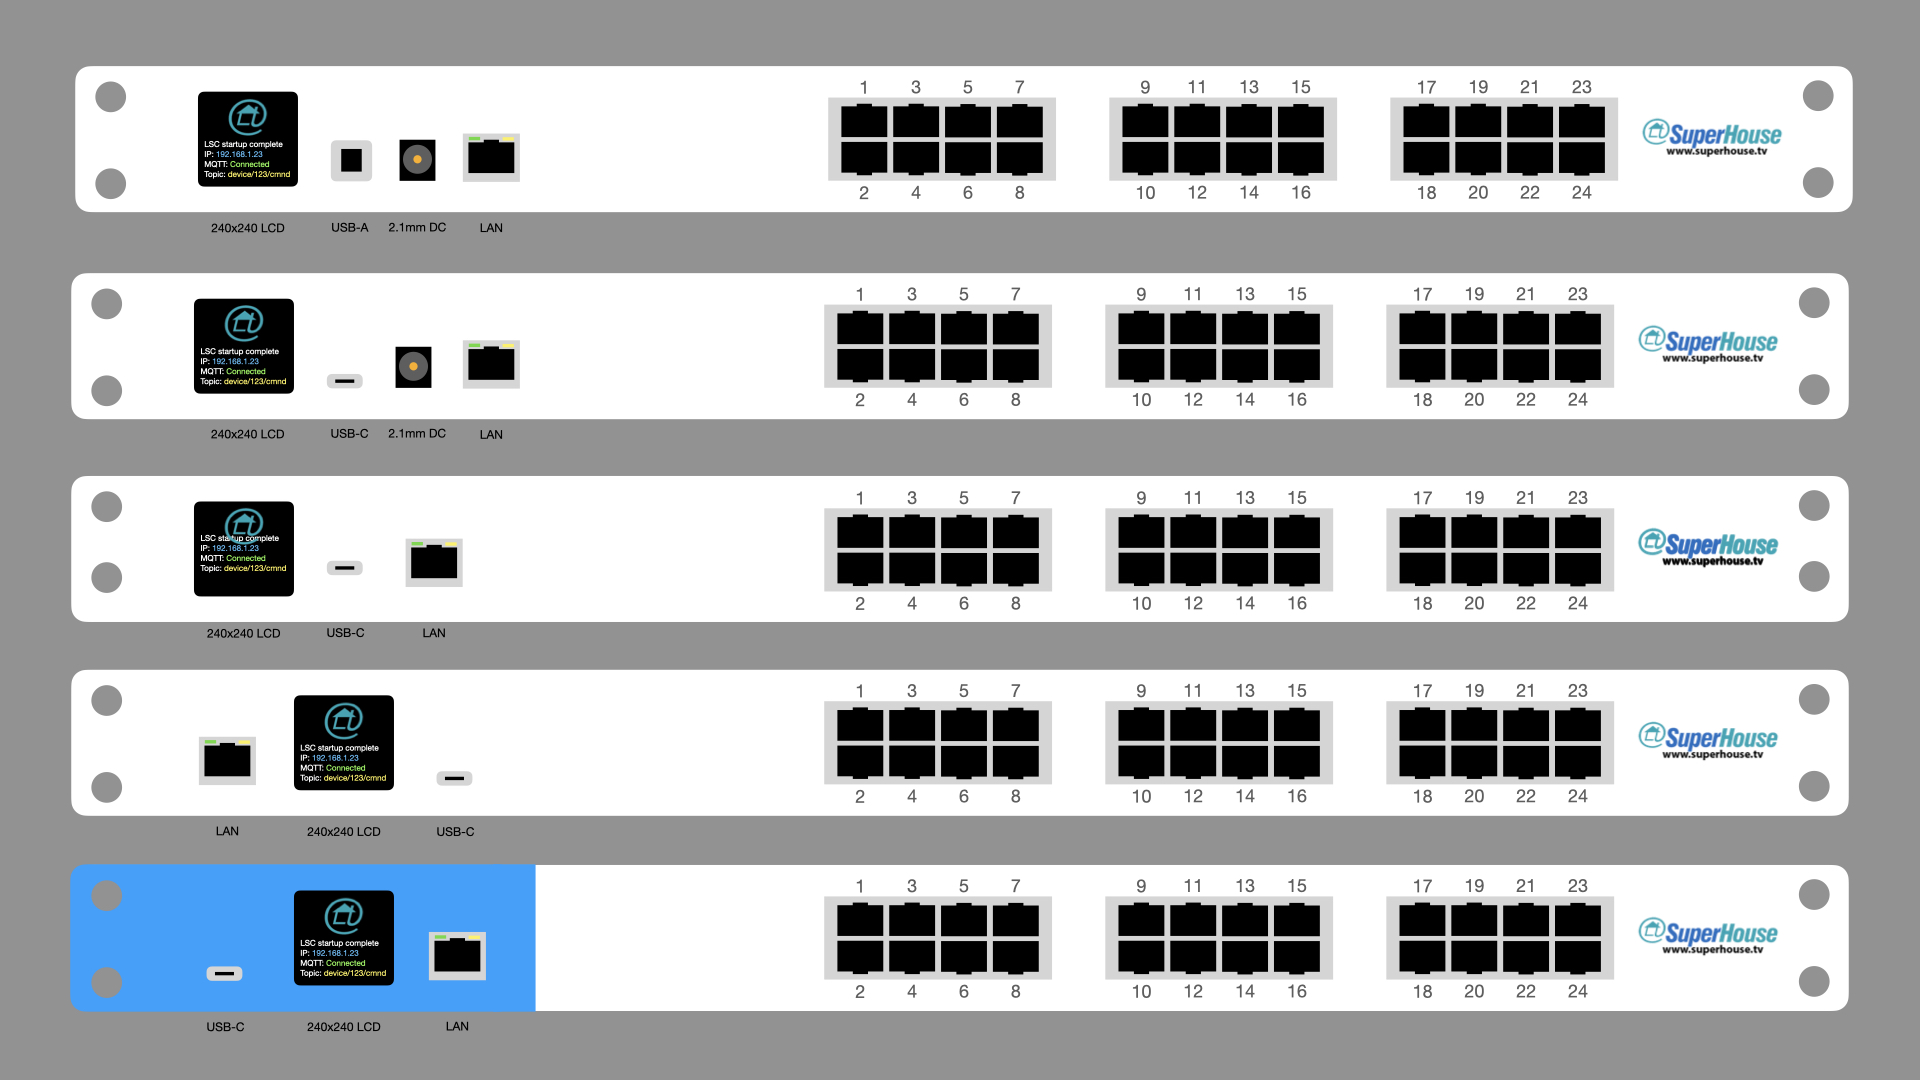 1 3 5 7 9 11 13 15 17 19 21 23
LSC startup complete
IP: 192.168.1.23
MQTT: Connected
Topic: device/123/cmnd
SuperHouse
www.superhouse.tv
2 4 6 8 10 12 14 16 18 20 22 24
240x240 LCD USB-A 2.1mm DC LAN
1 3 5 7 9 11 13 15 17 19 21 23
LSC startup complete
IP: 192.168.1.23
MQTT: Connected
Topic: device/123/cmnd
SuperHouse
www.superhouse.tv
2 4 6 8 10 12 14 16 18 20 22 24
240x240 LCD USB-C 2.1mm DC LAN
1 3 5 7 9 11 13 15 17 19 21 23
LSC startup complete
IP: 192.168.1.23
MQTT: Connected
Topic: device/123/cmnd
SuperHouse
www.superhouse.tv
2 4 6 8 10 12 14 16 18 20 22 24
240x240 LCD USB-C LAN
1 3 5 7 9 11 13 15 17 19 21 23
LSC startup complete
IP: 192.168.1.23
MQTT: Connected
Topic: device/123/cmnd
SuperHouse
www.superhouse.tv
2 4 6 8 10 12 14 16 18 20 22 24
LAN 240x240 LCD USB-C
1 3 5 7 9 11 13 15 17 19 21 23
LSC startup complete
IP: 192.168.1.23
MQTT: Connected
Topic: device/123/cmnd
SuperHouse
www.superhouse.tv
2 4 6 8 10 12 14 16 18 20 22 24
USB-C 240x240 LCD LAN